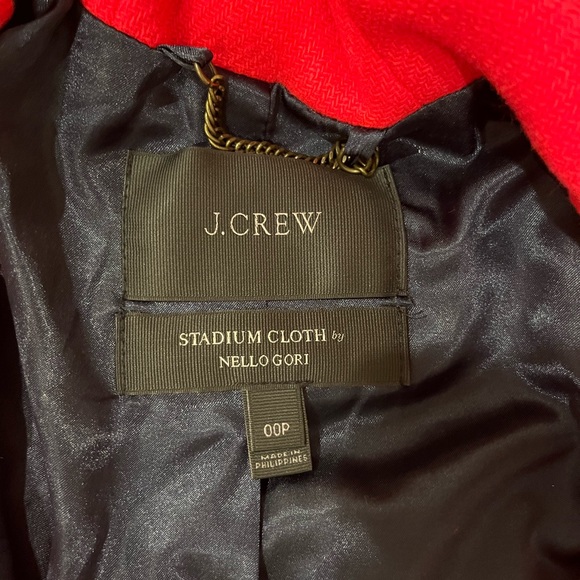 J.CREW
STADIUM CLOTH by
NELLO GORI
00P
MADE IN
PHILIPPINES